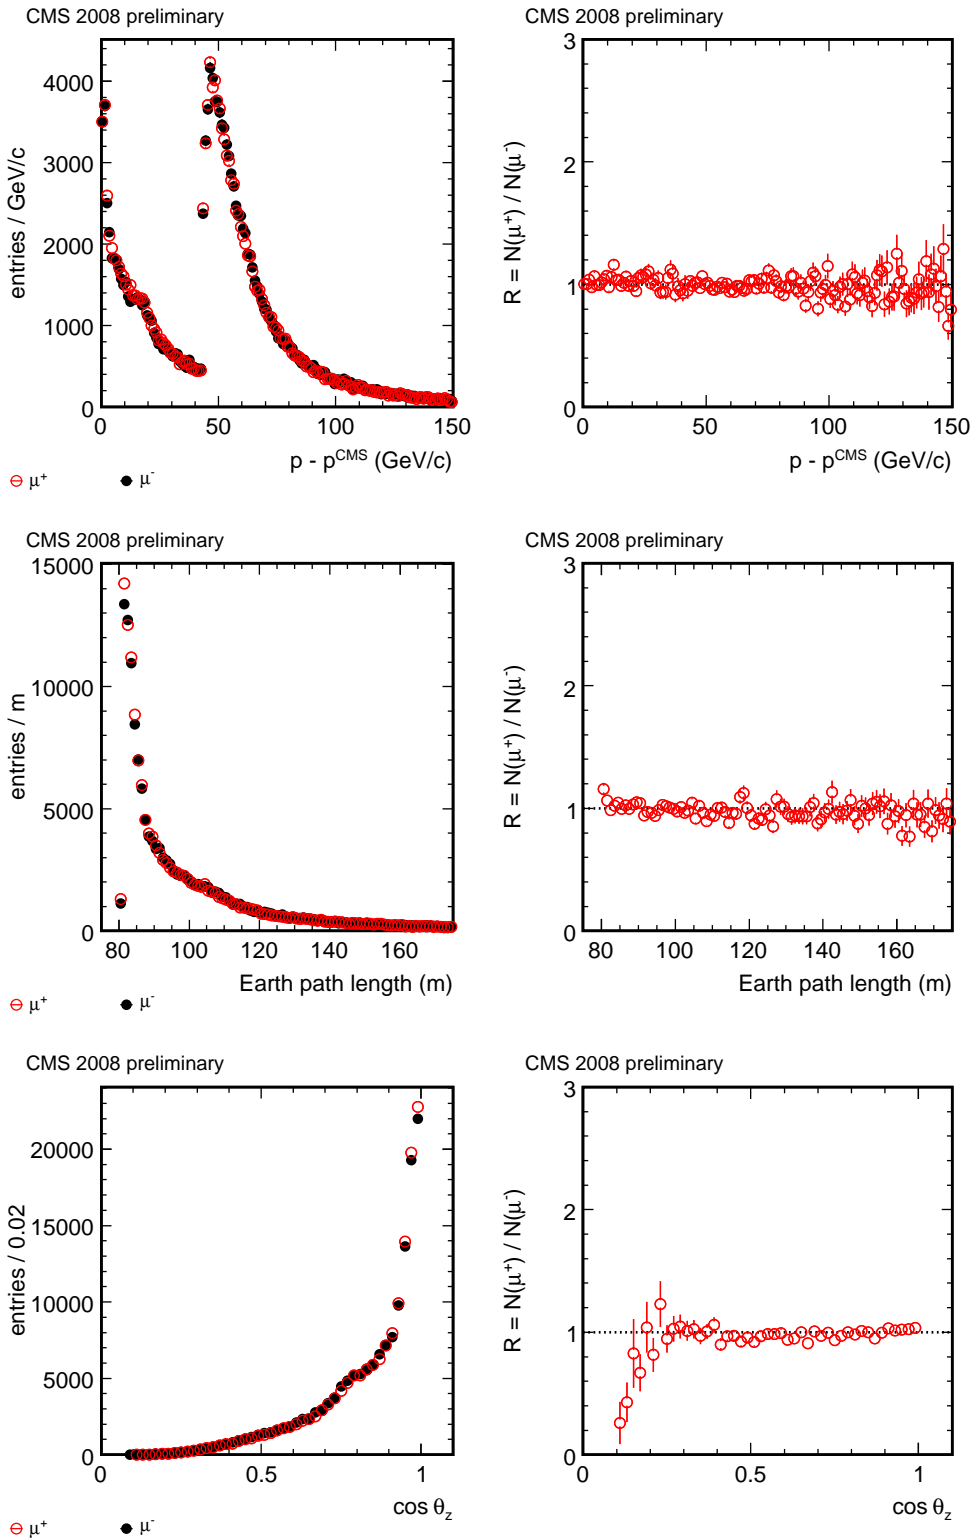 CMS 2008 preliminary
entries / GeV/c
4000
3000
2000
1000
0
0 50 100 150
p - p^CMS (GeV/c)
μ⁺ μ⁻
CMS 2008 preliminary
R = N(μ⁺) / N(μ⁻)
3
2
1
0
0 50 100 150
p - p^CMS (GeV/c)
CMS 2008 preliminary
entries / m
15000
10000
5000
0
80 100 120 140 160
Earth path length (m)
μ⁺ μ⁻
CMS 2008 preliminary
R = N(μ⁺) / N(μ⁻)
3
2
1
0
80 100 120 140 160
Earth path length (m)
CMS 2008 preliminary
entries / 0.02
20000
15000
10000
5000
0
0 0.5 1
cos θ_z
μ⁺ μ⁻
CMS 2008 preliminary
R = N(μ⁺) / N(μ⁻)
3
2
1
0
0 0.5 1
cos θ_z